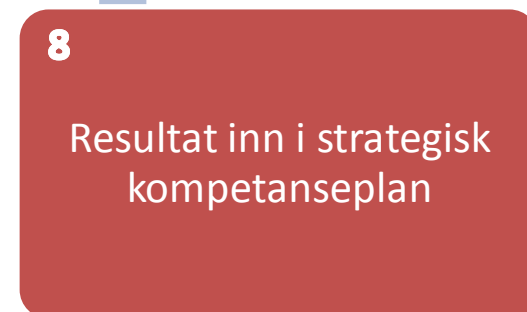 8
Resultat inn i strategisk
kompetanseplan